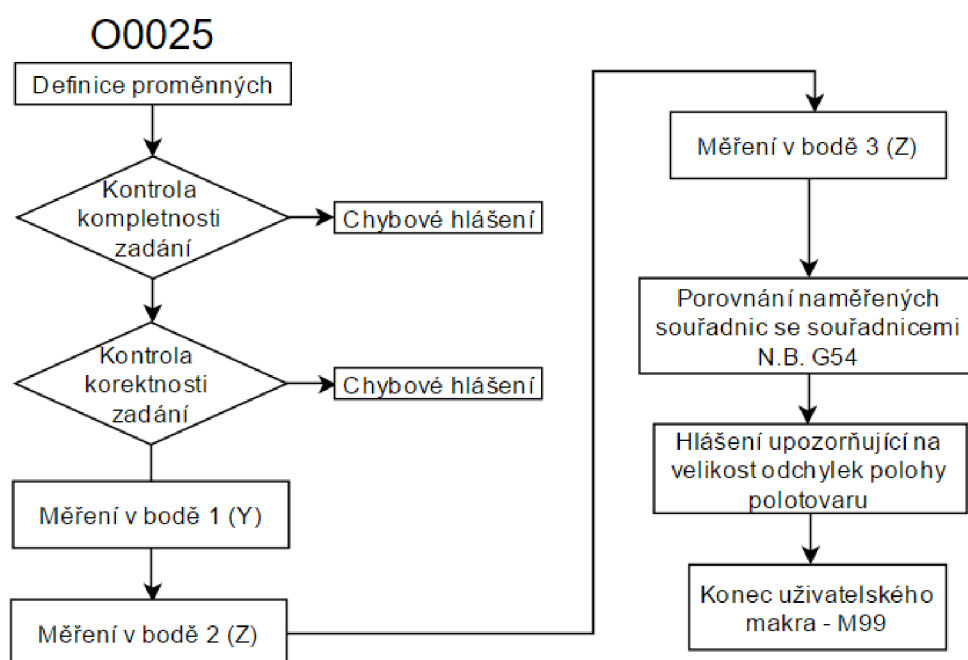 O0025
Definice proměnných
Kontrola
kompletnosti
zadání
Chybové hlášení
Kontrola
korektnosti
zadání
Chybové hlášení
Měření v bodě 1 (Y)
Měření v bodě 2 (Z)
Měření v bodě 3 (Z)
Porovnání naměřených
souřadnic se souřadnicemi
N.B. G54
Hlášení upozorňující na
velikost odchylek polohy
polotovaru
Konec uživatelského
makra - M99